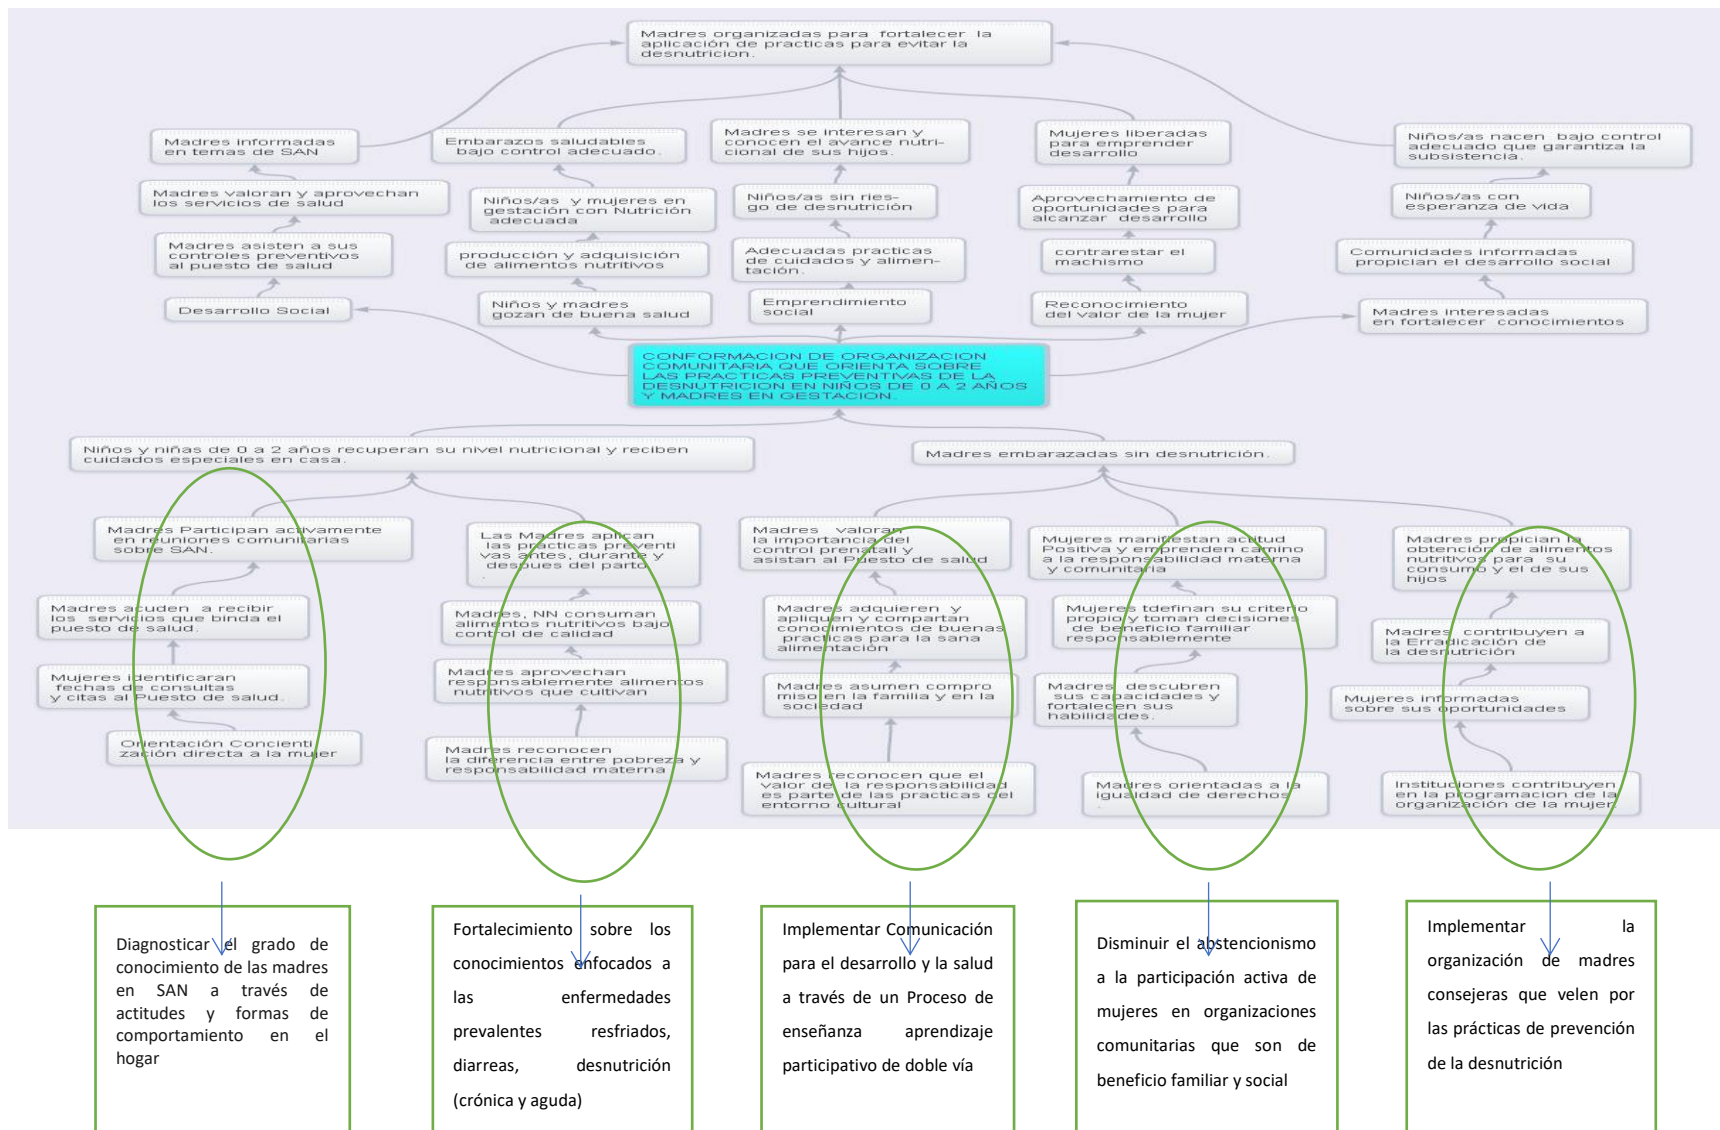 Madres organizadas para fortalecer la
aplicación de practicas para evitar la
desnutricion.
Madres informadas
en temas de SAN
Embarazos saludables
bajo control adecuado.
Madres se interesan y
conocen el avance nutri-
cional de sus hijos.
Mujeres liberadas
para emprender
desarrollo
Niños/as nacen bajo control
adecuado que garantiza la
subsistencia.
Madres valoran y aprovechan
los servicios de salud
Niños/as y mujeres en
gestación con Nutrición
adecuada
Niños/as sin ries-
go de desnutrición
Aprovechamiento de
oportunidades para
alcanzar desarrollo
Niños/as con
esperanza de vida
Madres asisten a sus
controles preventivos
al puesto de salud
producción y adquisición
de alimentos nutritivos
Adecuadas practicas
de cuidados y alimen-
tación.
contrarestar el
machismo
Comunidades informadas
propician el desarrollo social
Desarrollo Social
Niños y madres
gozan de buena salud
Emprendimiento
social
Reconocimiento
del valor de la mujer
Madres interesadas
en fortalecer conocimientos
CONFORMACION DE ORGANIZACION
COMUNITARIA QUE ORIENTA SOBRE
LAS PRACTICAS PREVENTIVAS DE LA
DESNUTRICION EN NIÑOS DE 0 A 2 AÑOS
Y MADRES EN GESTACION.
Niños y niñas de 0 a 2 años recuperan su nivel nutricional y reciben
cuidados especiales en casa.
Madres embarazadas sin desnutrición.
Madres Participan activamente
en reuniones comunitarias
sobre SAN.
Las Madres aplican
las practicas preventi
vas antes, durante y
despues del parto
.
Madres valoran
la importancia del
control prenatall y
asistan al Puesto de salud
Mujeres manifiestan actitud
Positiva y emprenden camino
a la responsabilidad materna
y comunitaria
Madres propician la
obtención de alimentos
nutritivos para su
consumo y el de sus
hijos
Madres acuden a recibir
los servicios que binda el
puesto de salud.
Madres, NN consuman
alimentos nutritivos bajo
control de calidad
Madres adquieren y
apliquen y compartan
conocimientos de buenas
practicas para la sana
alimentación
Mujeres tdefinan su criterio
propio y toman decisiones
de beneficio familiar
responsablemente
Madres contribuyen a
la Erradicación de
la desnutrición
Mujeres identificaran
fechas de consultas
y citas al Puesto de salud.
Madres aprovechan
responsablemente alimentos
nutritivos que cultivan
Madres asumen compro
miso en la familia y en la
sociedad
Madres descubren
sus capacidades y
fortalecen sus
habilidades.
Mujeres informadas
sobre sus oportunidades
Orientación Concienti
zación directa a la mujer
Madres reconocen
la diferencia entre pobreza y
responsabilidad materna
Madres reconocen que el
valor de la responsabilidad
es parte de las practicas del
entorno cultural
Madres orientadas a la
igualdad de derechos
.
Instituciones contribuyen
en la programacion de la
organización de la mujer.
Diagnosticar el grado de
conocimiento de las madres
en SAN a través de
actitudes y formas de
comportamiento en el
hogar
Fortalecimiento sobre los
conocimientos enfocados a
las enfermedades
prevalentes resfriados,
diarreas, desnutrición
(crónica y aguda)
Implementar Comunicación
para el desarrollo y la salud
a través de un Proceso de
enseñanza aprendizaje
participativo de doble vía
Disminuir el abstencionismo
a la participación activa de
mujeres en organizaciones
comunitarias que son de
beneficio familiar y social
Implementar la
organización de madres
consejeras que velen por
las prácticas de prevención
de la desnutrición